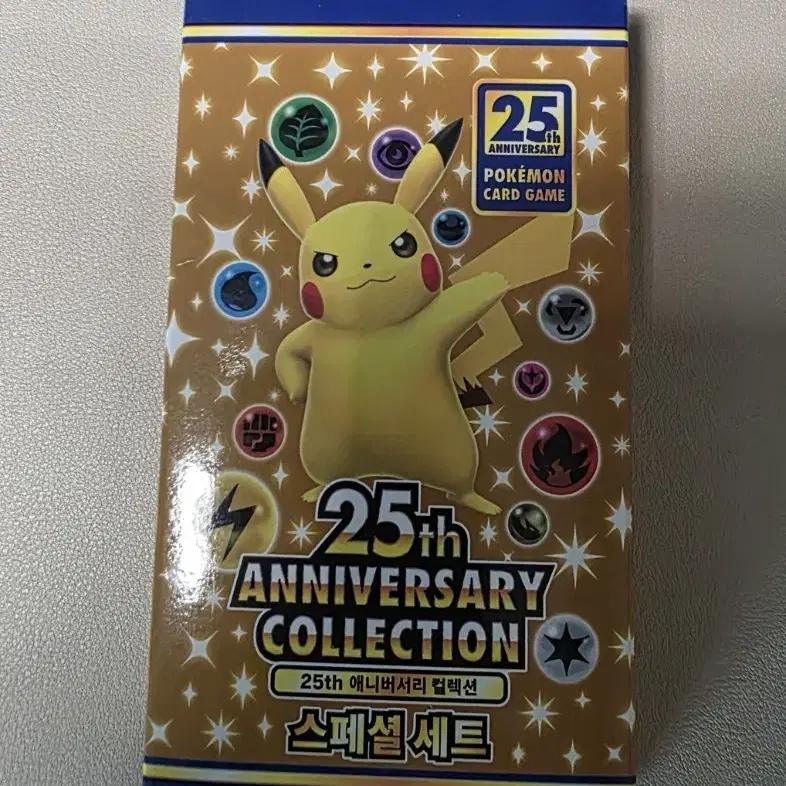 25th
ANNIVERSARY
POKÉMON
CARD GAME
25th
ANNIVERSARY
COLLECTION
25th 애니버서리 컬렉션
스페셜 세트